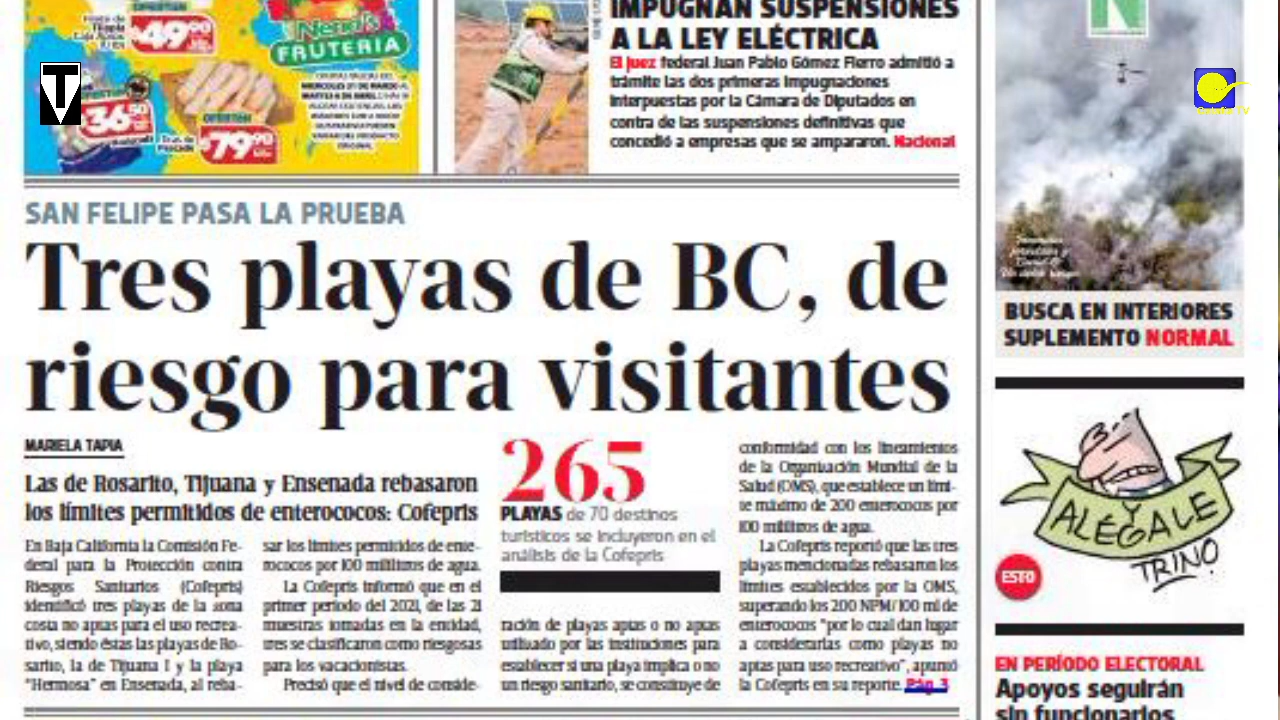 OFERTÓN
$49.90
36.50
OFERTÓN
$79.90
Nena's
FRUTERÍA
MIÉRCOLES 31 DE MARZO AL
IMPUGNAN SUSPENSIONES
A LA LEY ELÉCTRICA
El juez federal Juan Pablo Gómez Fierro admitió a
trámite las dos primeras impugnaciones
interpuestas por la Cámara de Diputados en
contra de las suspensiones definitivas que
concedió a empresas que se ampararon. Nacional
SAN FELIPE PASA LA PRUEBA
Tres playas de BC, de
riesgo para visitantes
MARIELA TAPIA
Las de Rosarito, Tijuana y Ensenada rebasaron
los límites permitidos de enterococos: Cofepris
En Baja California la Comisión Fe-
deral para la Protección contra
Riesgos Sanitarios (Cofepris)
identificó tres playas de la zona
costa no aptas para el uso recrea-
tivo, siendo éstas las playas de Ro-
sarito, la de Tijuana I y la playa
"Hermosa" en Ensenada, al reba-
sar los límites permitidos de ente-
rococos por 100 mililitros de agua.
La Cofepris informó que en el
primer periodo del 2021, de las 21
muestras tomadas en la entidad,
tres se clasificaron como riesgosas
para los vacacionistas.
Precisó que el nivel de conside-
265
PLAYAS de 70 destinos
turísticos se incluyeron en el
análisis de la Cofepris
ración de playas aptas o no aptas
utilizado por las instituciones para
establecer si una playa implica o no
un riesgo sanitario, se constituye de
conformidad con los lineamientos
de la Organización Mundial de la
Salud (OMS), que establece un lími-
te máximo de 200 enterococos por
100 mililitros de agua.
La Cofepris reportó que las tres
playas mencionadas rebasaron los
límites establecidos por la OMS,
superando los 200 NMP/100 ml de
enterococos "por lo cual dan lugar
a considerarlas como playas no
aptas para uso recreativo", apuntó
la Cofepris en su reporte. Pág. 3
N
BUSCA EN INTERIORES
SUPLEMENTO NORMAL
ALÉGALE
Y
TRINO
ESTO
EN PERÍODO ELECTORAL
Apoyos seguirán
sin funcionarios